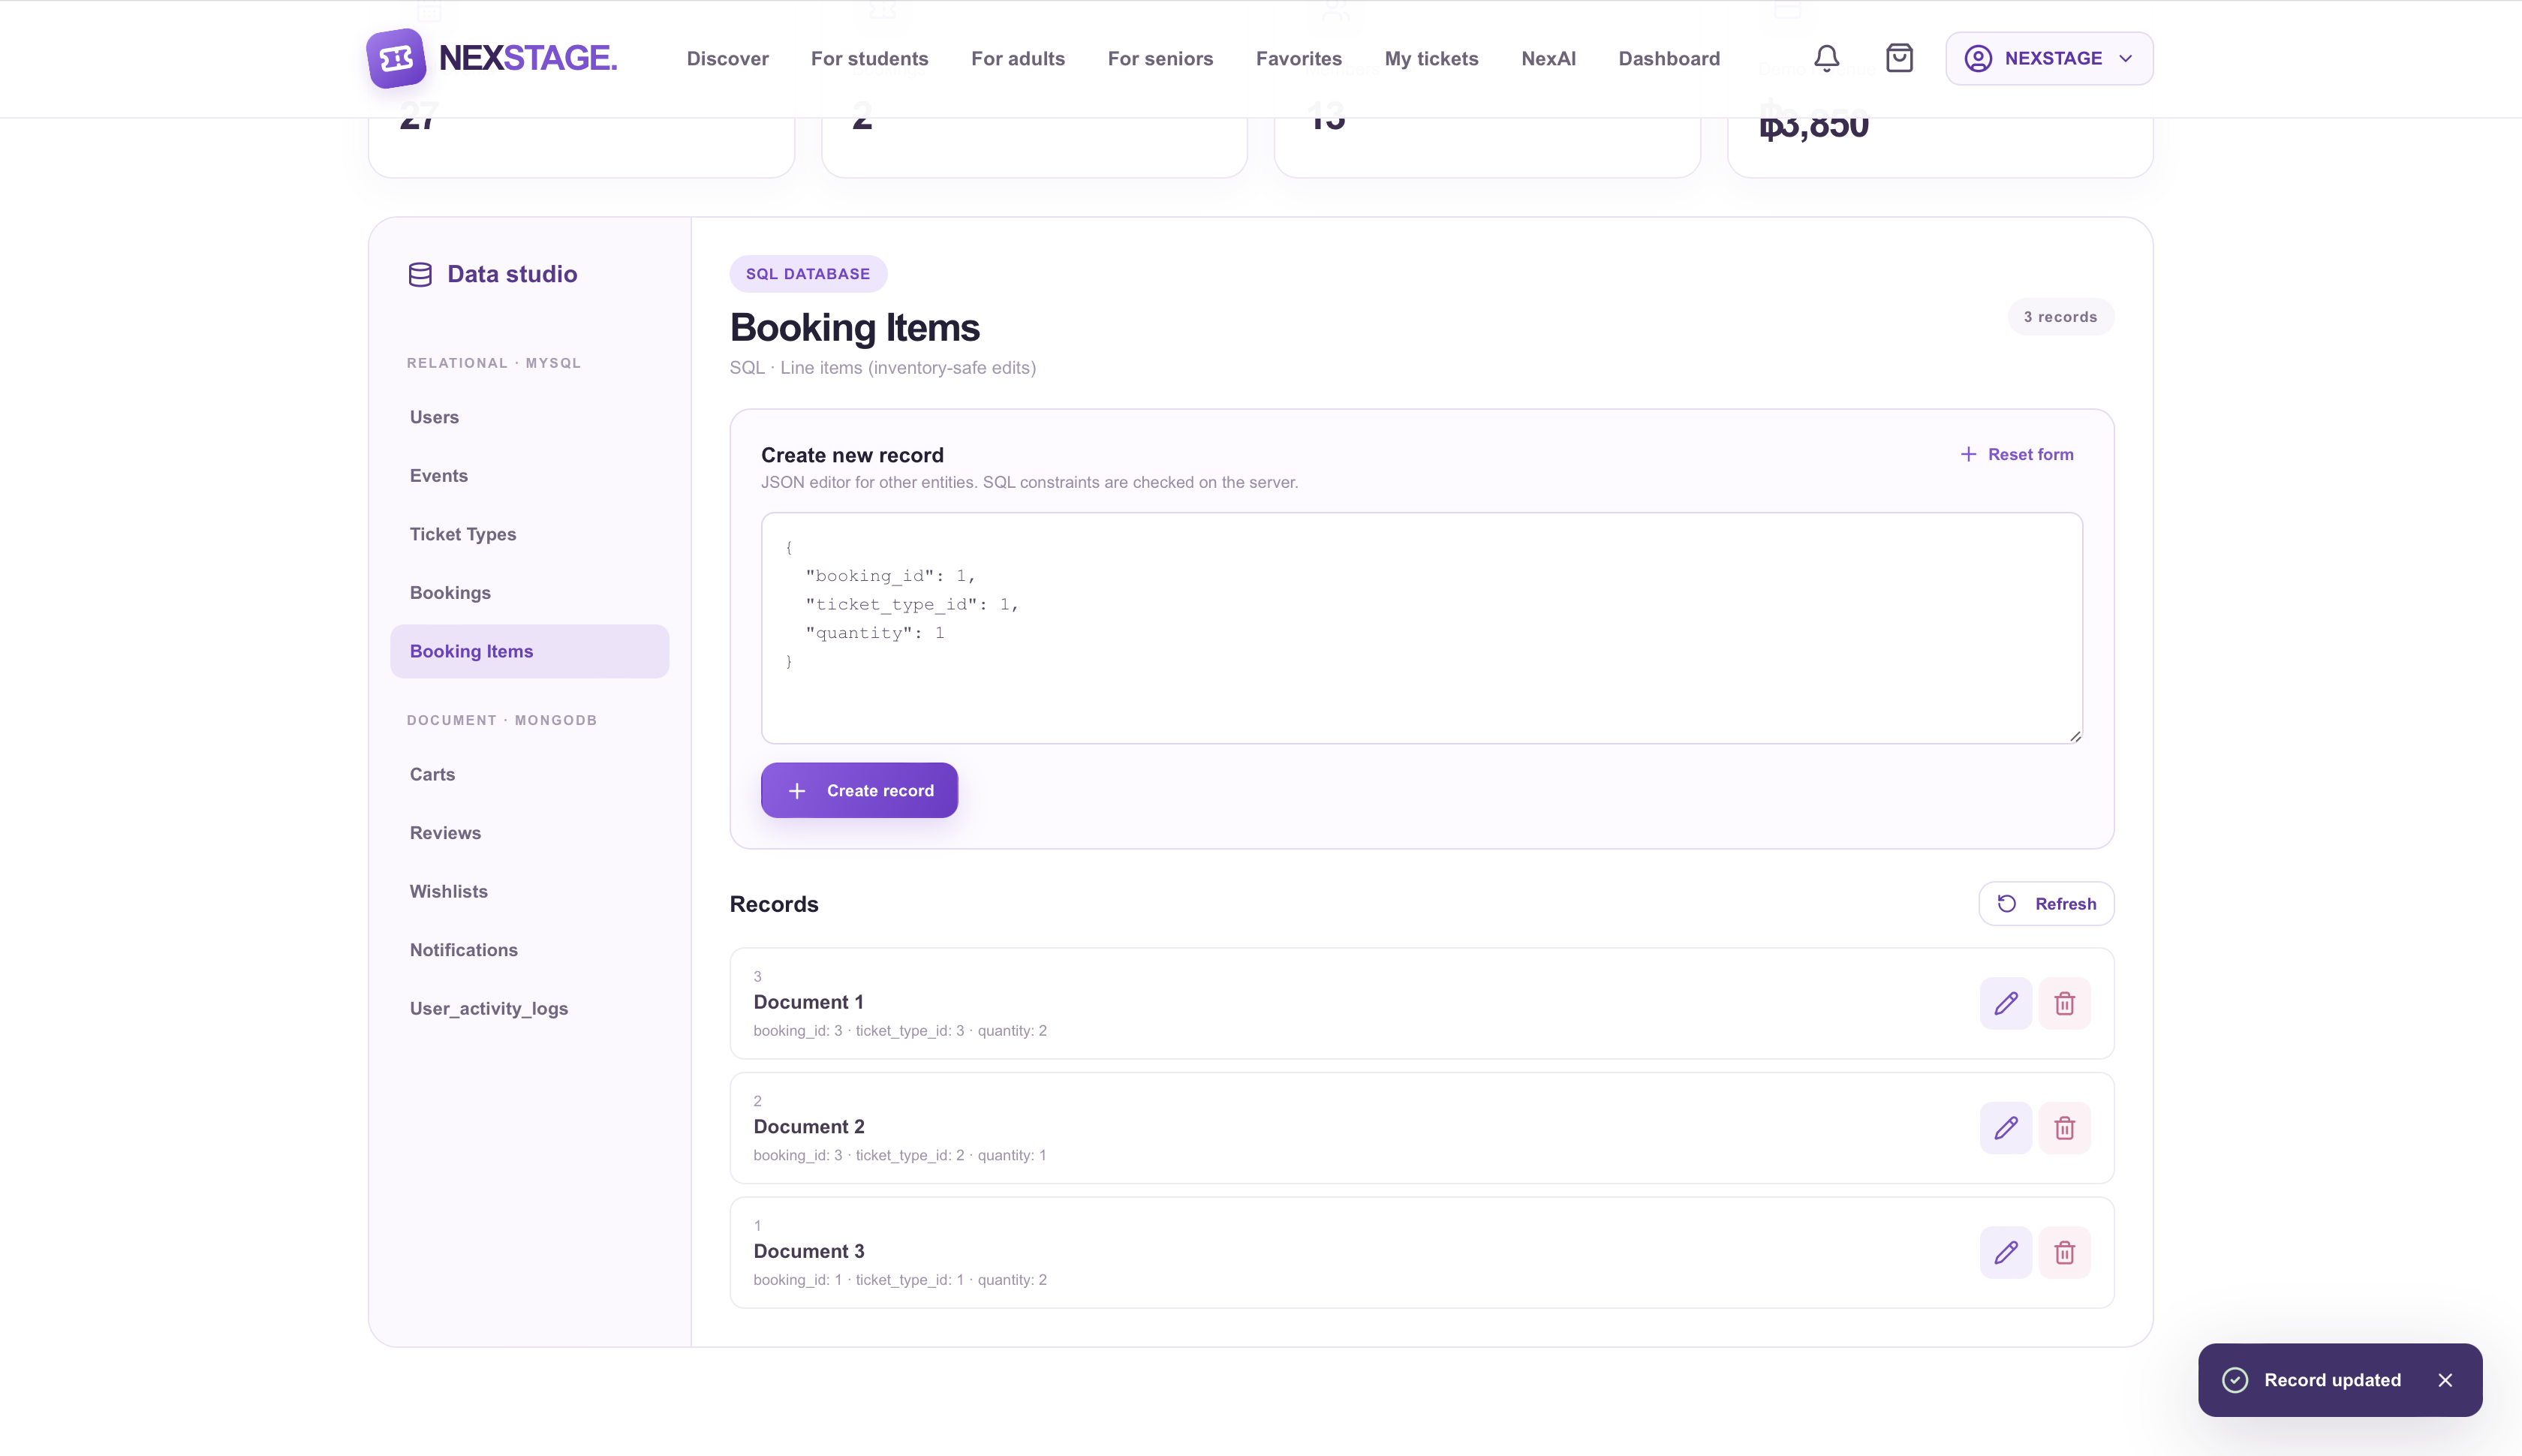 NEXSTAGE.
Discover
For students
For adults
For seniors
Favorites
My tickets
NexAI
Dashboard
NEXSTAGE
27
2
13
฿3,850
Data studio
RELATIONAL · MYSQL
Users
Events
Ticket Types
Bookings
Booking Items
DOCUMENT · MONGODB
Carts
Reviews
Wishlists
Notifications
User_activity_logs
SQL DATABASE
Booking Items
3 records
SQL · Line items (inventory-safe edits)
Create new record
Reset form
JSON editor for other entities. SQL constraints are checked on the server.
{
"booking_id": 1,
"ticket_type_id": 1,
"quantity": 1
}
Create record
Records
Refresh
3
Document 1
booking_id: 3 · ticket_type_id: 3 · quantity: 2
2
Document 2
booking_id: 3 · ticket_type_id: 2 · quantity: 1
1
Document 3
booking_id: 1 · ticket_type_id: 1 · quantity: 2
Record updated